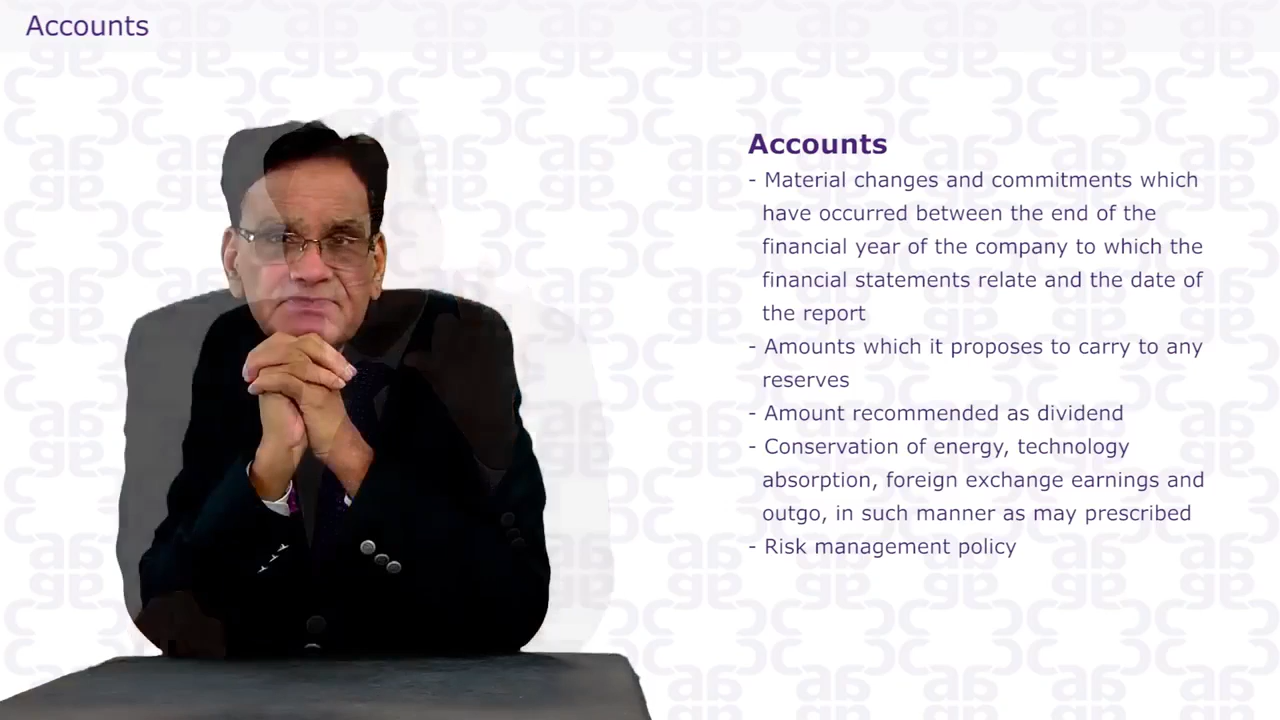 Accounts
Accounts
- Material changes and commitments which
have occurred between the end of the
financial year of the company to which the
financial statements relate and the date of
the report
- Amounts which it proposes to carry to any
reserves
- Amount recommended as dividend
- Conservation of energy, technology
absorption, foreign exchange earnings and
outgo, in such manner as may prescribed
- Risk management policy